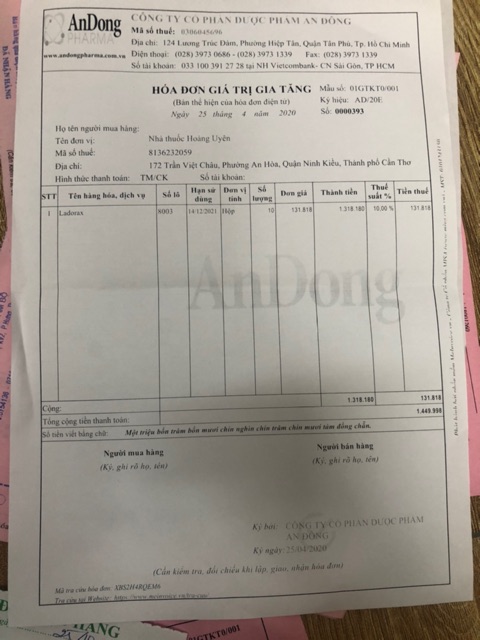 AnDong
PHARMA
www.andongpharma.com.vn
CÔNG TY CỔ PHẦN DƯỢC PHẨM AN ĐÔNG
Mã số thuế: 0306045696
Địa chỉ: 124 Lương Trúc Đàm, Phường Hiệp Tân, Quận Tân Phú, Tp. Hồ Chí Minh
Điện thoại: (028) 3973 0686 - (028) 3973 1139 Fax: (028) 3973 1339
Số tài khoản: 033 100 391 27 28 tại NH Vietcombank- CN Sài Gòn, TP HCM
HÓA ĐƠN GIÁ TRỊ GIA TĂNG
(Bản thể hiện của hóa đơn điện tử)
Ngày 25 tháng 4 năm 2020
Mẫu số: 01GTKT0/001
Ký hiệu: AD/20E
Số: 0000393
Họ tên người mua hàng:
Tên đơn vị: Nhà thuốc Hoàng Uyên
Mã số thuế: 8136232059
Địa chỉ: 172 Trần Việt Châu, Phường An Hòa, Quận Ninh Kiều, Thành phố Cần Thơ
Hình thức thanh toán: TM/CK Số tài khoản:
STT Tên hàng hóa, dịch vụ Số lô Hạn sử dùng Đơn vị tính Số lượng Đơn giá Thành tiền Thuế suất % Tiền thuế
1 Ladorax 8003 14/12/2021 Hộp 10 131.818 1.318.180 10.00 % 131.818
AnDong
Cộng: 1.318.180 131.818
Tổng cộng tiền thanh toán: 1.449.998
Số tiền viết bằng chữ: Một triệu bốn trăm bốn mươi chín nghìn chín trăm chín mươi tám đồng chẵn.
Người mua hàng
(Ký, ghi rõ họ, tên)
Người bán hàng
(Ký, ghi rõ họ, tên)
Ký bởi: CÔNG TY CỔ PHẦN DƯỢC PHẨM
AN ĐÔNG
Ký ngày: 25/04/2020
(Cần kiểm tra, đối chiếu khi lập, giao, nhận hóa đơn)
Mã tra cứu hóa đơn:
Tra cứu tại Website: